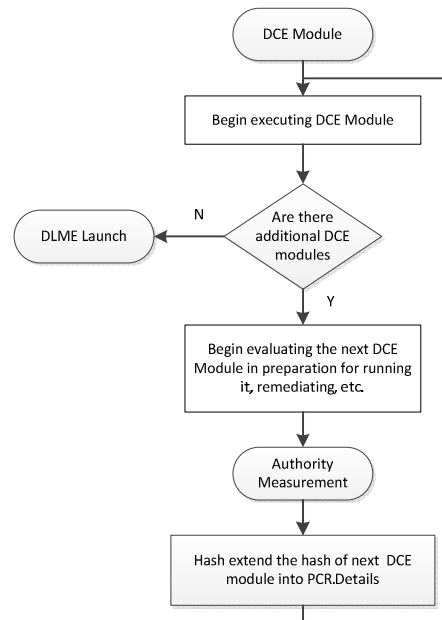 DCE Module
Begin executing DCE Module
Are there
additional DCE
modules
N
DLME Launch
Y
Begin evaluating the next DCE
Module in preparation for running
it, remediating, etc.
Authority
Measurement
Hash extend the hash of next DCE
module into PCR.Details